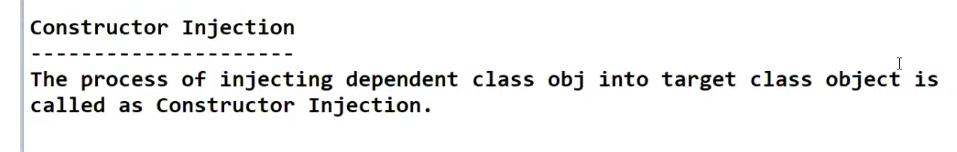 Constructor Injection
---------------------
The process of injecting dependent class obj into target class object is
called as Constructor Injection.